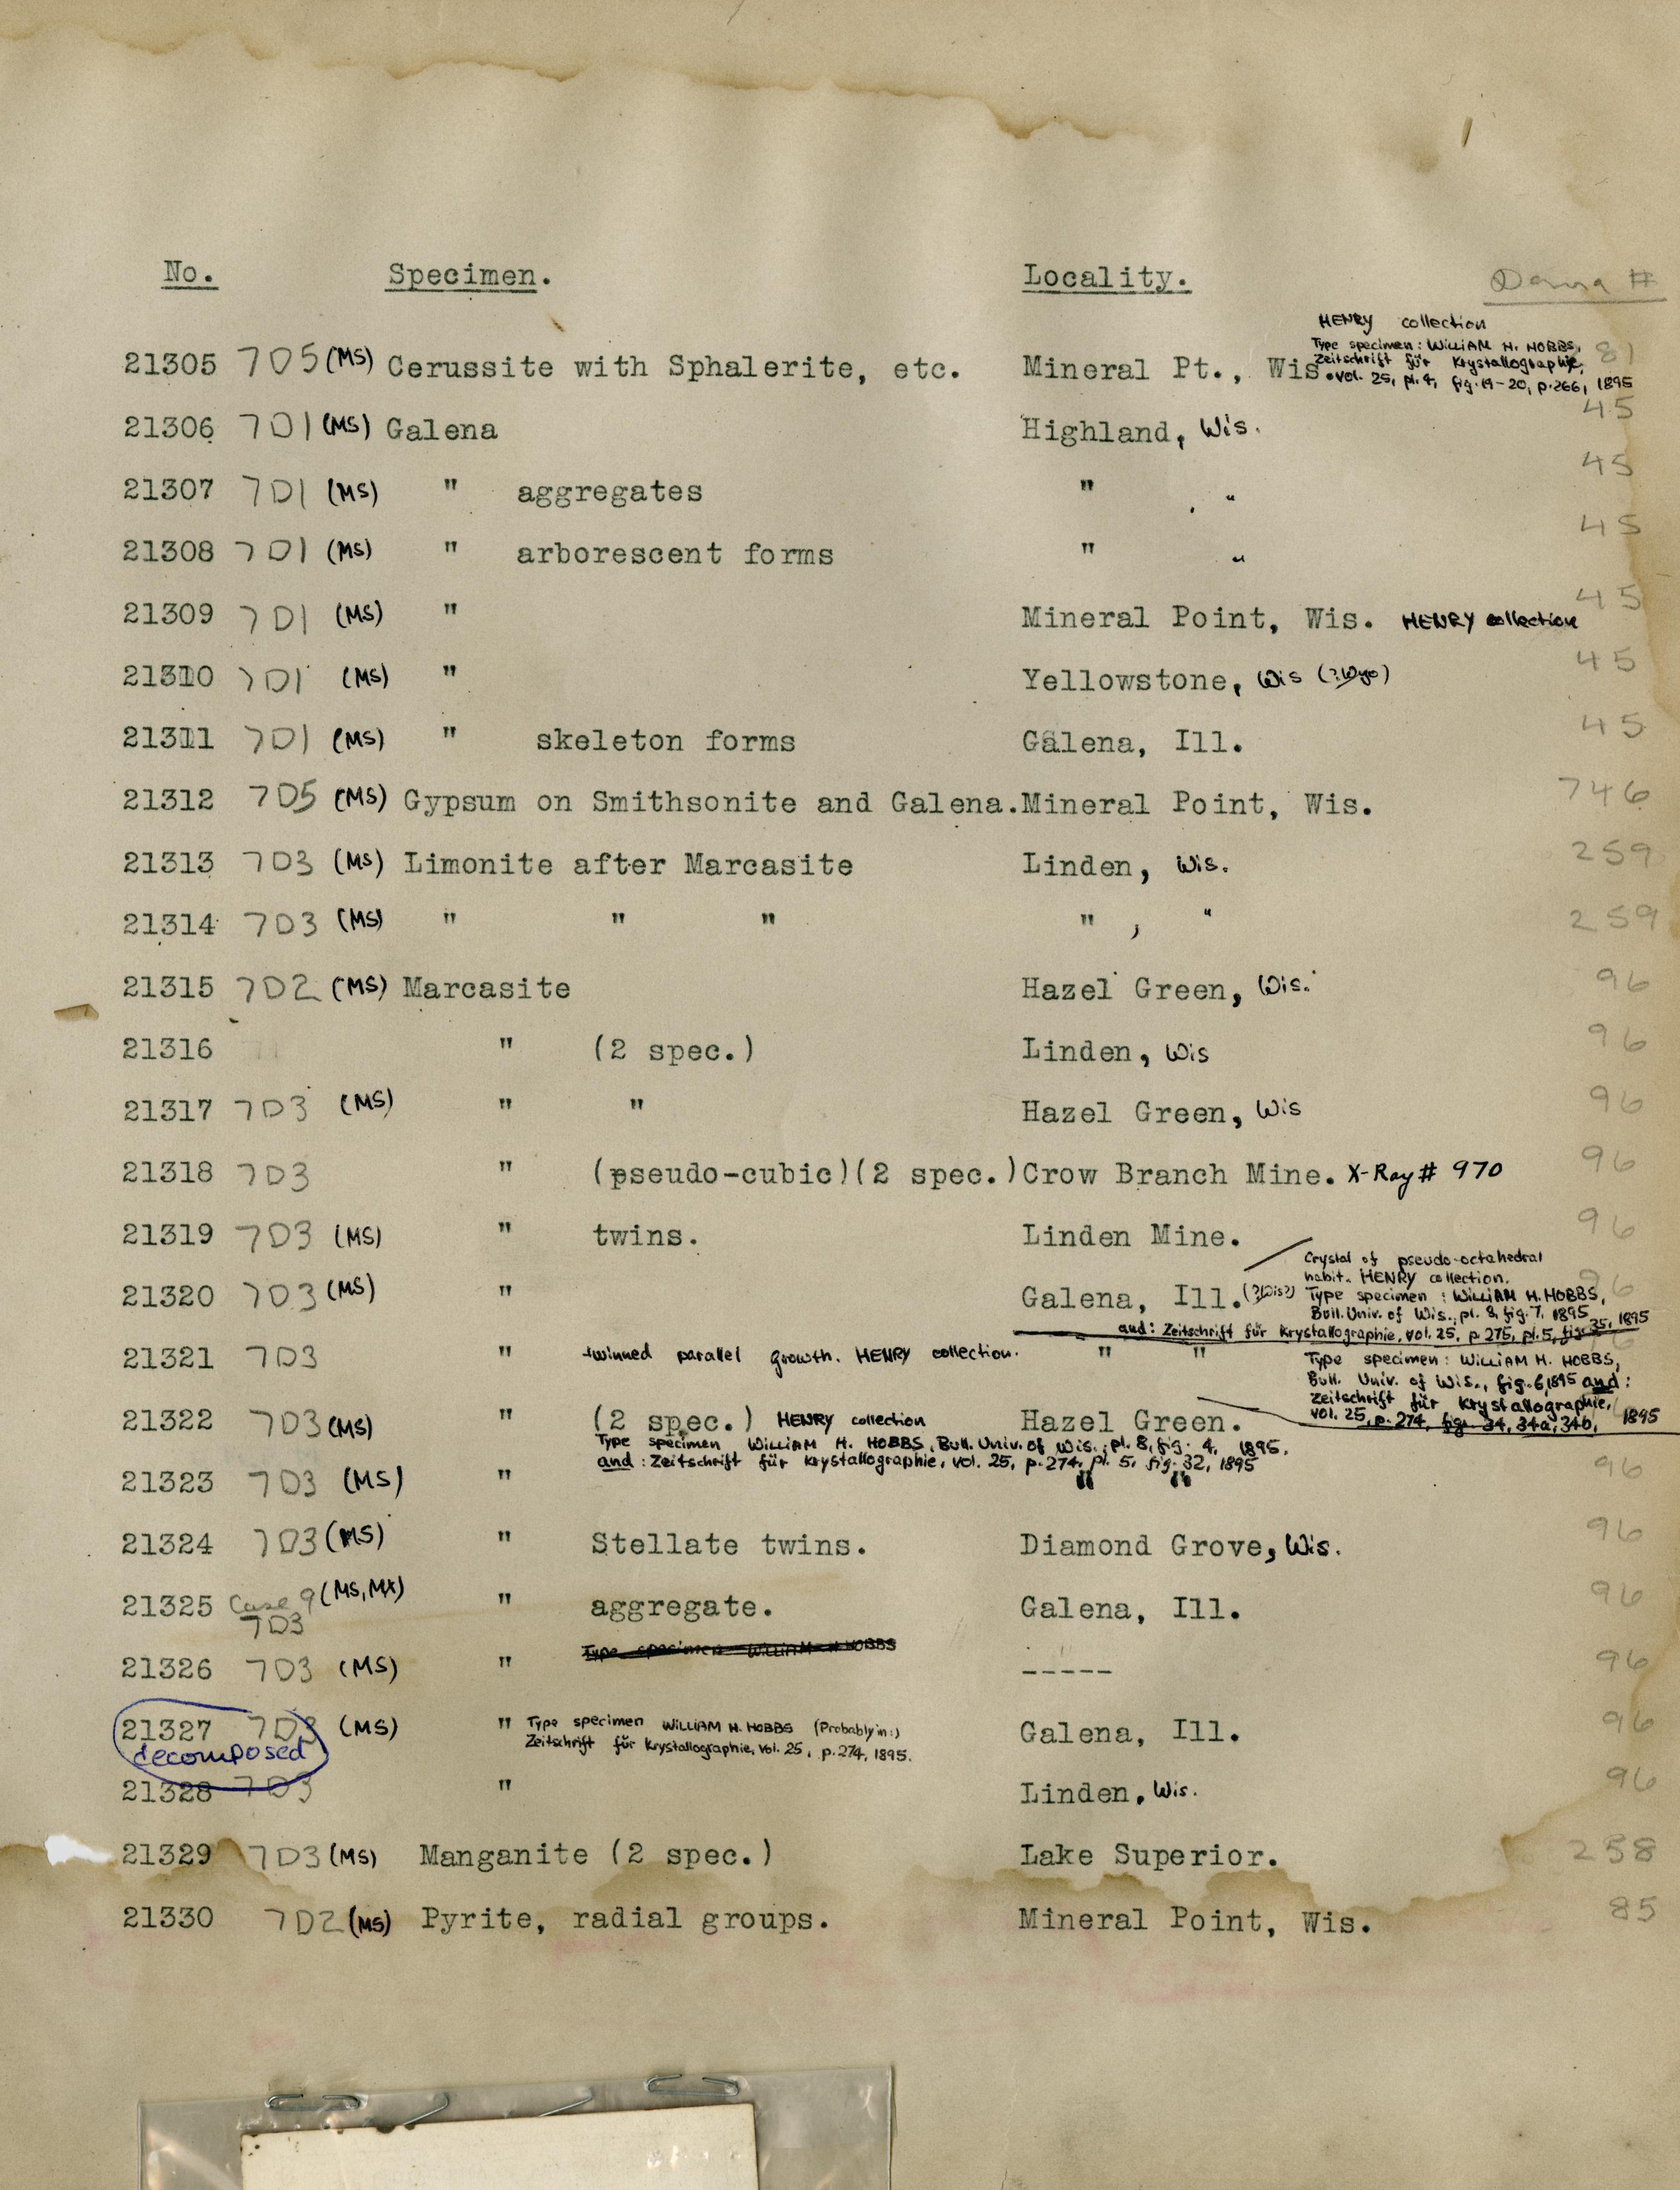 No. Specimen. Locality. Dana #
HENRY collection
Type specimen: WILLIAM H. HOBBS,
Zeitschrift für Krystallographie,
vol. 25, pl. 4, fig. 19-20, p. 266, 1895
21305 705 (MS) Cerussite with Sphalerite, etc. Mineral Pt., Wis. 81
21306 701 (MS) Galena Highland, Wis. 45
21307 701 (MS) " aggregates " " 45
21308 701 (MS) " arborescent forms " " 45
21309 701 (MS) " Mineral Point, Wis. HENRY collection 45
21310 701 (MS) " Yellowstone, Wis (?Wyo) 45
21311 701 (MS) " skeleton forms Galena, Ill. 45
21312 705 (MS) Gypsum on Smithsonite and Galena. Mineral Point, Wis. 746
21313 703 (MS) Limonite after Marcasite Linden, Wis. 259
21314 703 (MS) " " " " , " 259
21315 702 (MS) Marcasite Hazel Green, Wis. 96
21316 " (2 spec.) Linden, Wis 96
21317 703 (MS) " " Hazel Green, Wis 96
21318 703 " (pseudo-cubic)(2 spec.) Crow Branch Mine. X-Ray # 970 96
21319 703 (MS) " twins. Linden Mine. 96
21320 703 (MS) " Galena, Ill. (?Wis?) 96
Crystal of pseudo-octahedral
habit. HENRY collection.
Type specimen: WILLIAM H. HOBBS,
Bull. Univ. of Wis., pl. 8, fig. 7, 1895
and: Zeitschrift für Krystallographie, vol. 25, p 275, pl. 5, fig. 35, 1895
21321 703 " twinned parallel growth. HENRY collection. " "
Type specimen: WILLIAM H. HOBBS,
Bull. Univ. of Wis., fig. 6, 1895 and:
Zeitschrift für Krystallographie,
vol. 25, p. 274, fig. 34, 34a, 34b, 1895
21322 703 (MS) " (2 spec.) HENRY collection Hazel Green.
Type specimen WILLIAM H. HOBBS, Bull. Univ. of Wis., pl. 8, fig. 4, 1895,
and: Zeitschrift für Krystallographie, vol. 25, p. 274, pl. 5, fig. 32, 1895
21323 703 (MS) " " " 96
21324 703 (MS) " Stellate twins. Diamond Grove, Wis. 96
21325 Case 9 (MS, MX) " aggregate. Galena, Ill. 96
703
Type specimen WILLIAM H HOBBS
21326 703 (MS) " ----- 96
21327 703 (MS) " Type specimen WILLIAM H. HOBBS (Probably in:) Galena, Ill. 96
decomposed Zeitschrift für Krystallographie, vol. 25, p. 274, 1895.
21328 703 " Linden, Wis. 96
21329 703 (MS) Manganite (2 spec.) Lake Superior. 258
21330 702 (MS) Pyrite, radial groups. Mineral Point, Wis. 85